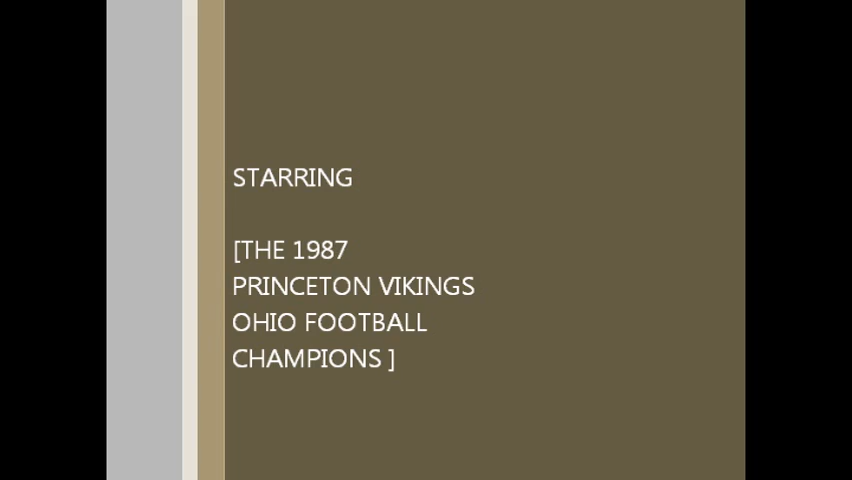 STARRING
[THE 1987
PRINCETON VIKINGS
OHIO FOOTBALL
CHAMPIONS ]